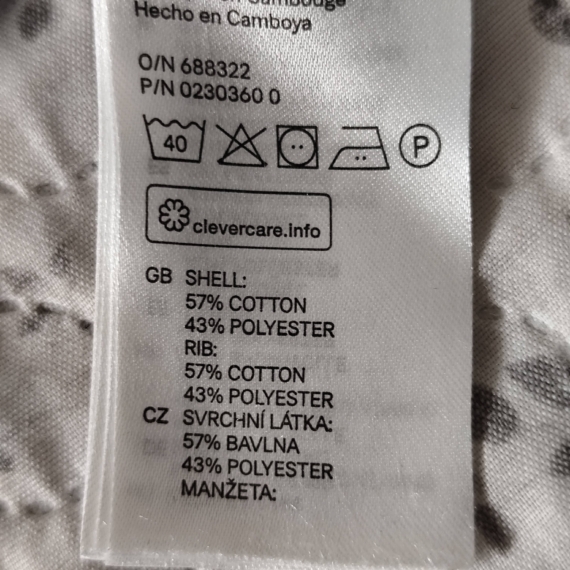 Hecho en Camboya
O/N 688322
P/N 0230360 0
40
P
clevercare.info
GB SHELL:
57% COTTON
43% POLYESTER
RIB:
57% COTTON
43% POLYESTER
CZ SVRCHNÍ LÁTKA:
57% BAVLNA
43% POLYESTER
MANŽETA: